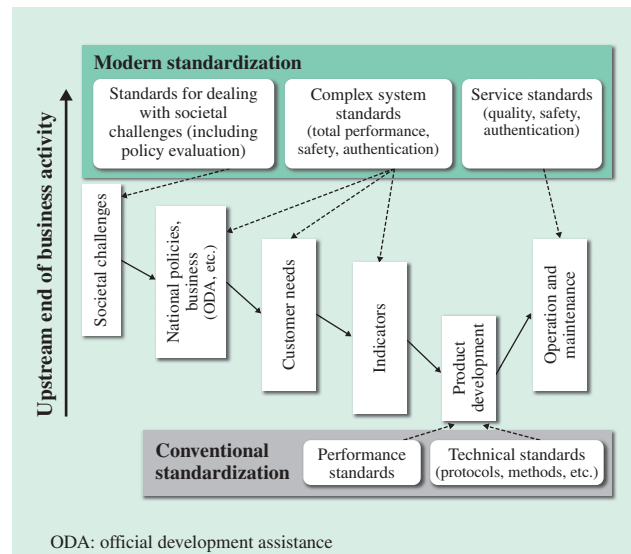 Modern standardization
Standards for dealing
with societal
challenges (including
policy evaluation)
Complex system
standards
(total performance,
safety, authentication)
Service standards
(quality, safety,
authentication)
Upstream end of business activity
Societal challenges
National policies,
business
(ODA, etc.)
Customer needs
Indicators
Product
development
Operation and
maintenance
Conventional
standardization
Performance
standards
Technical standards
(protocols, methods, etc.)
ODA: official development assistance